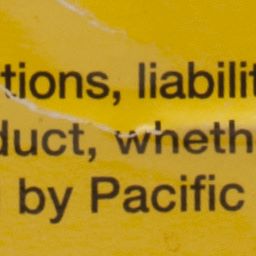 tions, liabilit
duct, wheth
by Pacific